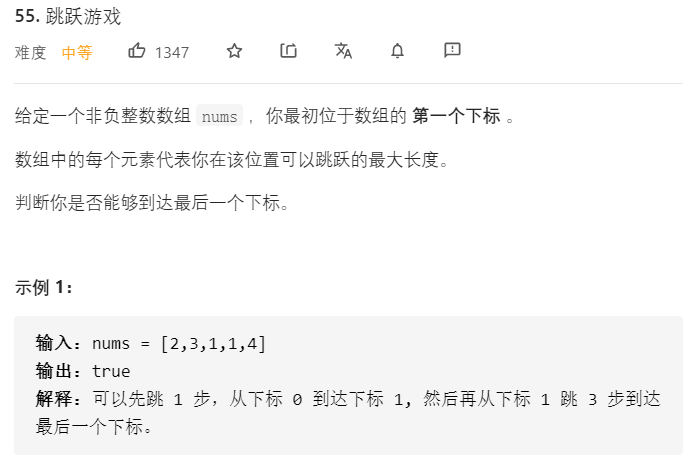 55. 跳跃游戏
难度 中等 1347
给定一个非负整数数组 nums ，你最初位于数组的 第一个下标 。
数组中的每个元素代表你在该位置可以跳跃的最大长度。
判断你是否能够到达最后一个下标。
示例 1：
输入：nums = [2,3,1,1,4]
输出：true
解释：可以先跳 1 步，从下标 0 到达下标 1, 然后再从下标 1 跳 3 步到达
最后一个下标。